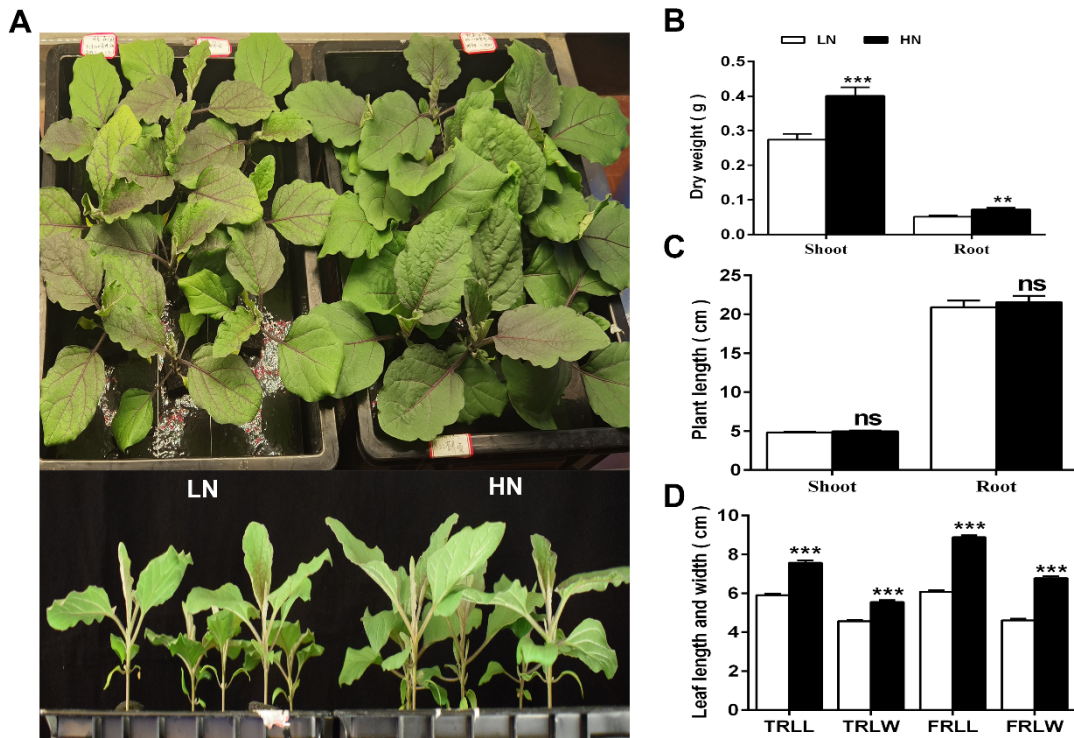 A
LN
HN
B
LN HN
Dry weight ( g )
0.5
0.4
0.3
0.2
0.1
0.0
***
**
Shoot Root
C
Plant length ( cm )
25
20
15
10
5
0
ns
ns
Shoot Root
D
Leaf length and width ( cm )
10
8
6
4
2
0
***
***
***
***
TRLL TRLW FRLL FRLW